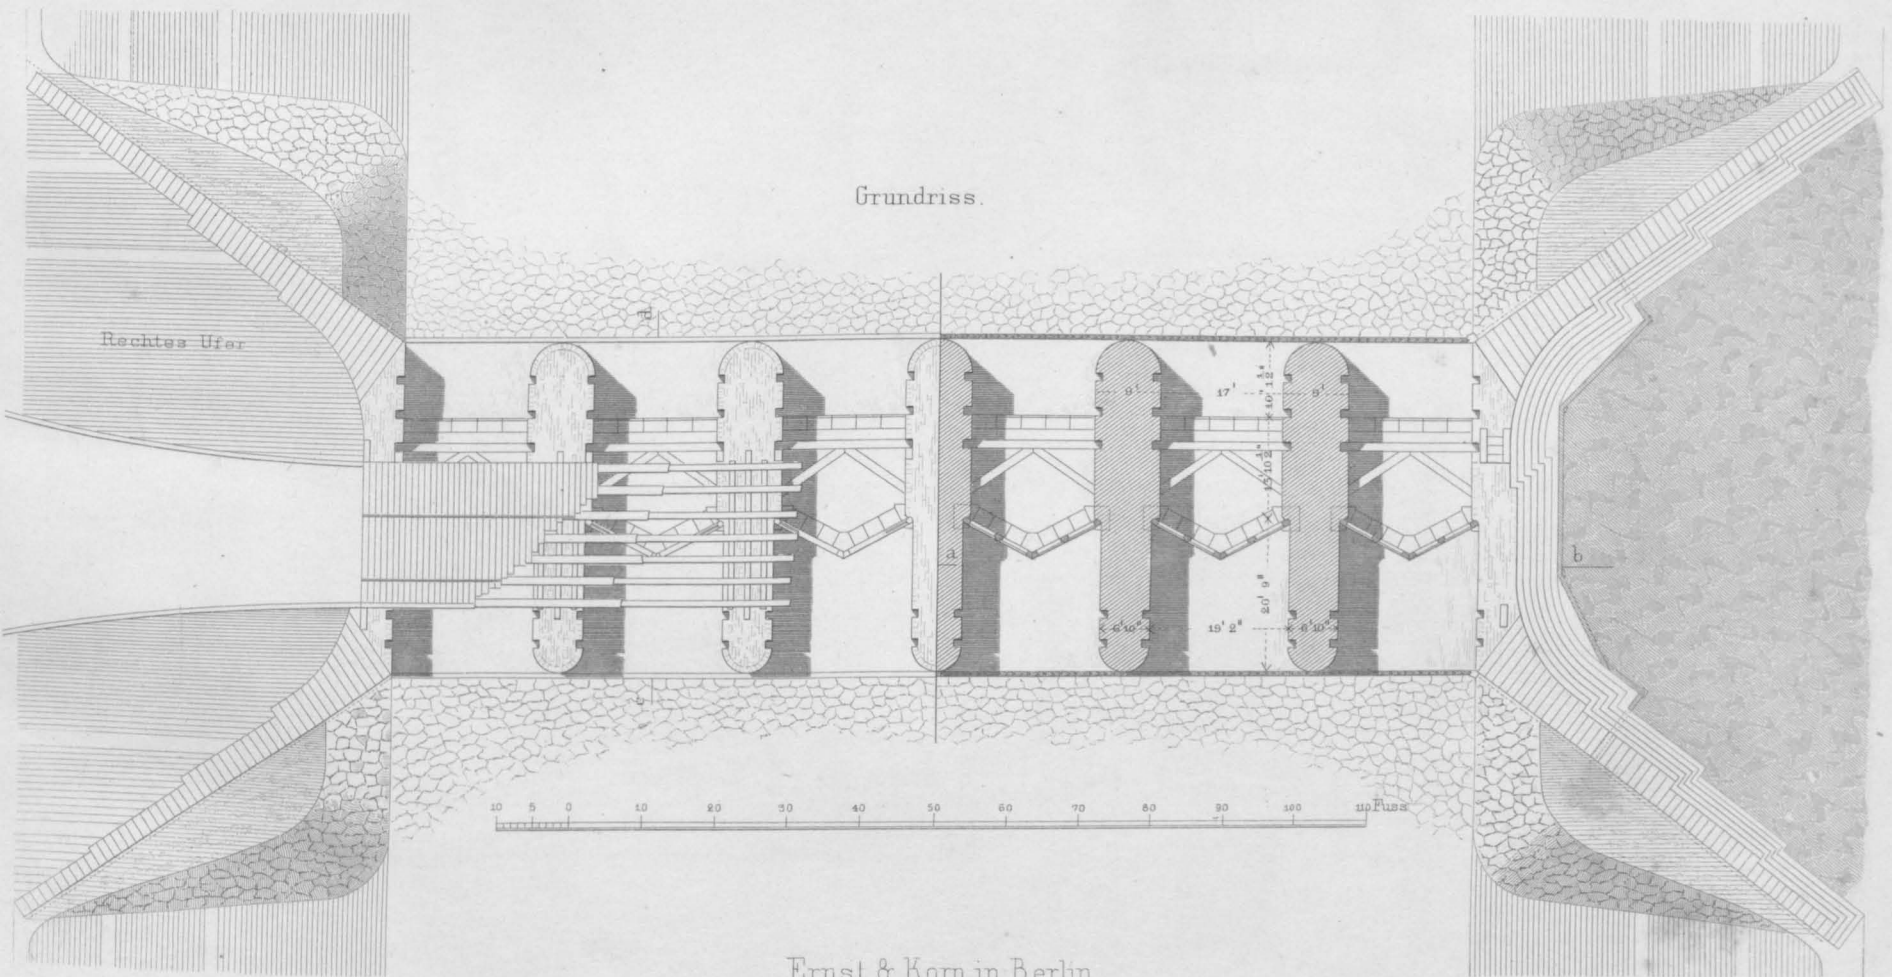 Grundriss.
d
Rechtes Ufer
9'
17'
9'
a
b
20' 9"
6' 10"
19' 2"
6' 10"
10 5 0 10 20 30 40 50 60 70 80 90 100 110 Fuss
Ernst & Korn in Berlin